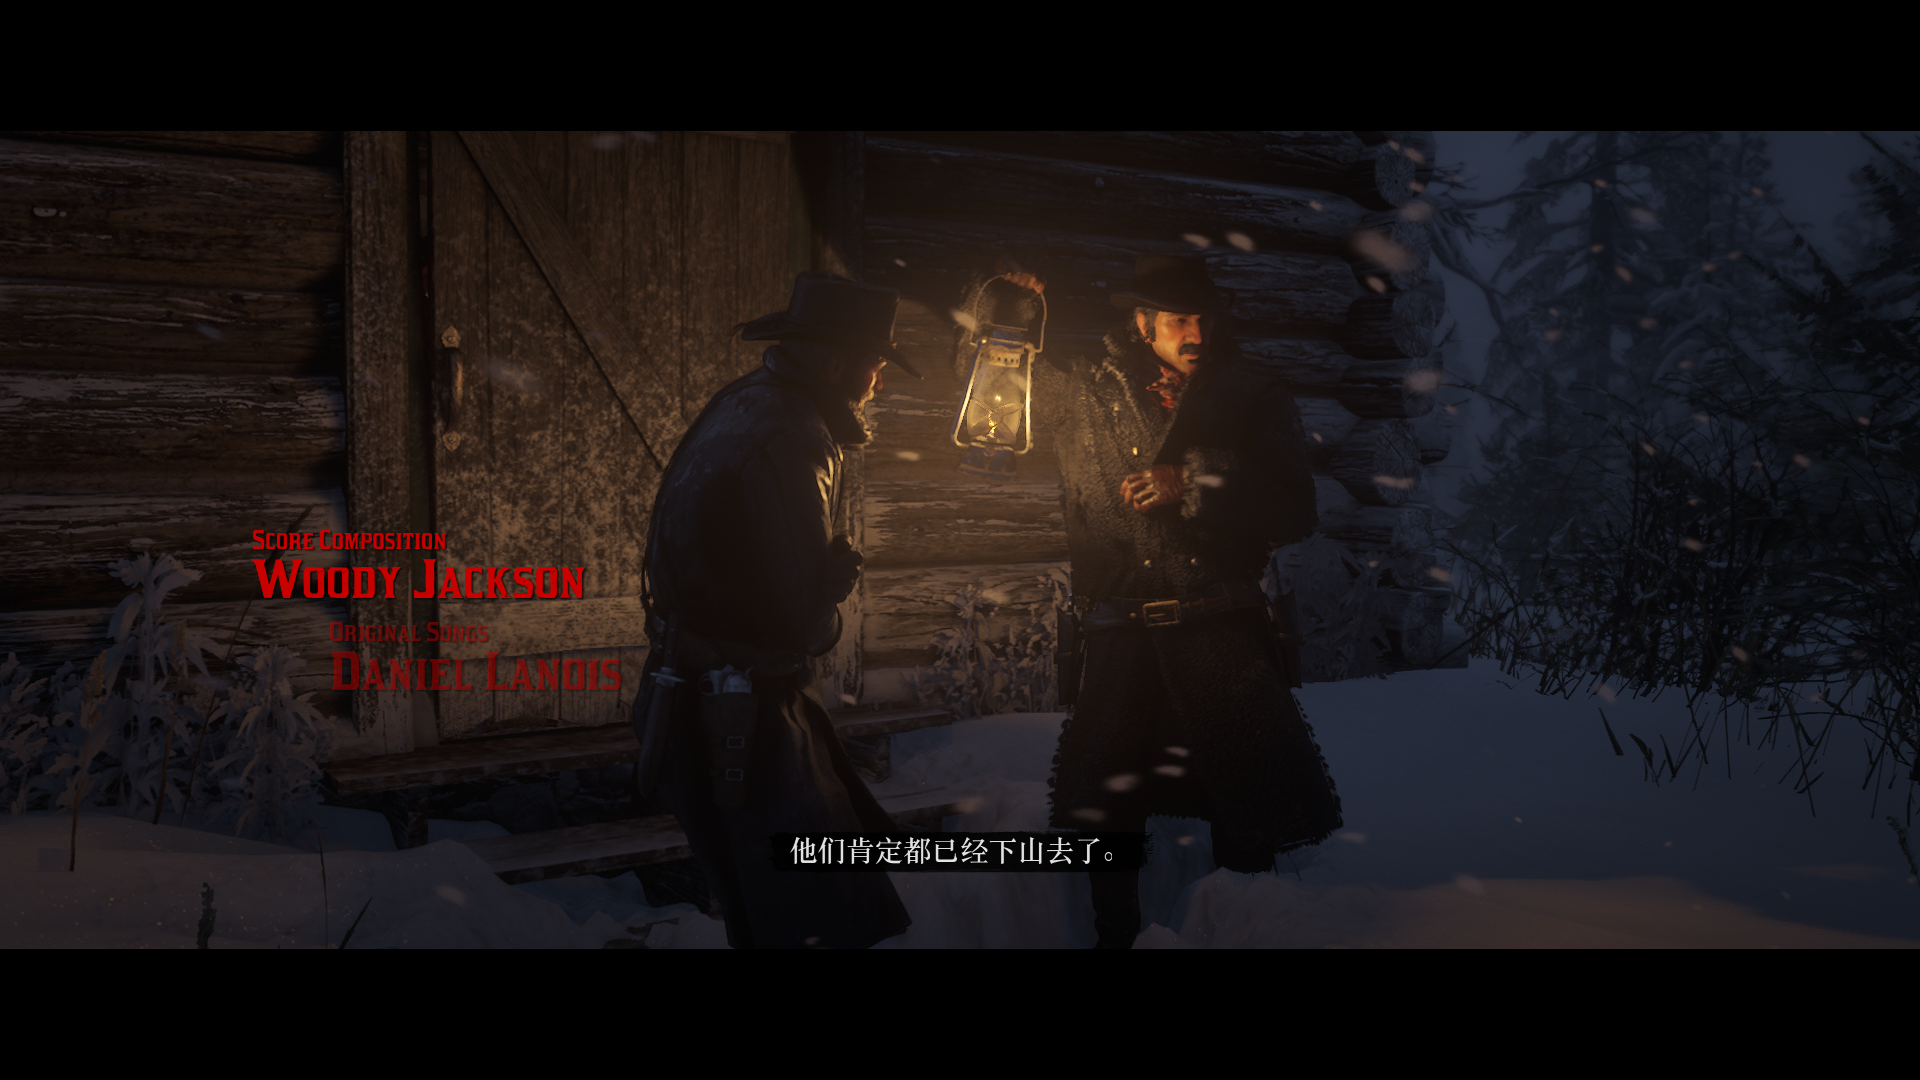 SCORE COMPOSITION
WOODY JACKSON
ORIGINAL SONGS
DANIEL LANOIS
他们肯定都已经下山去了。